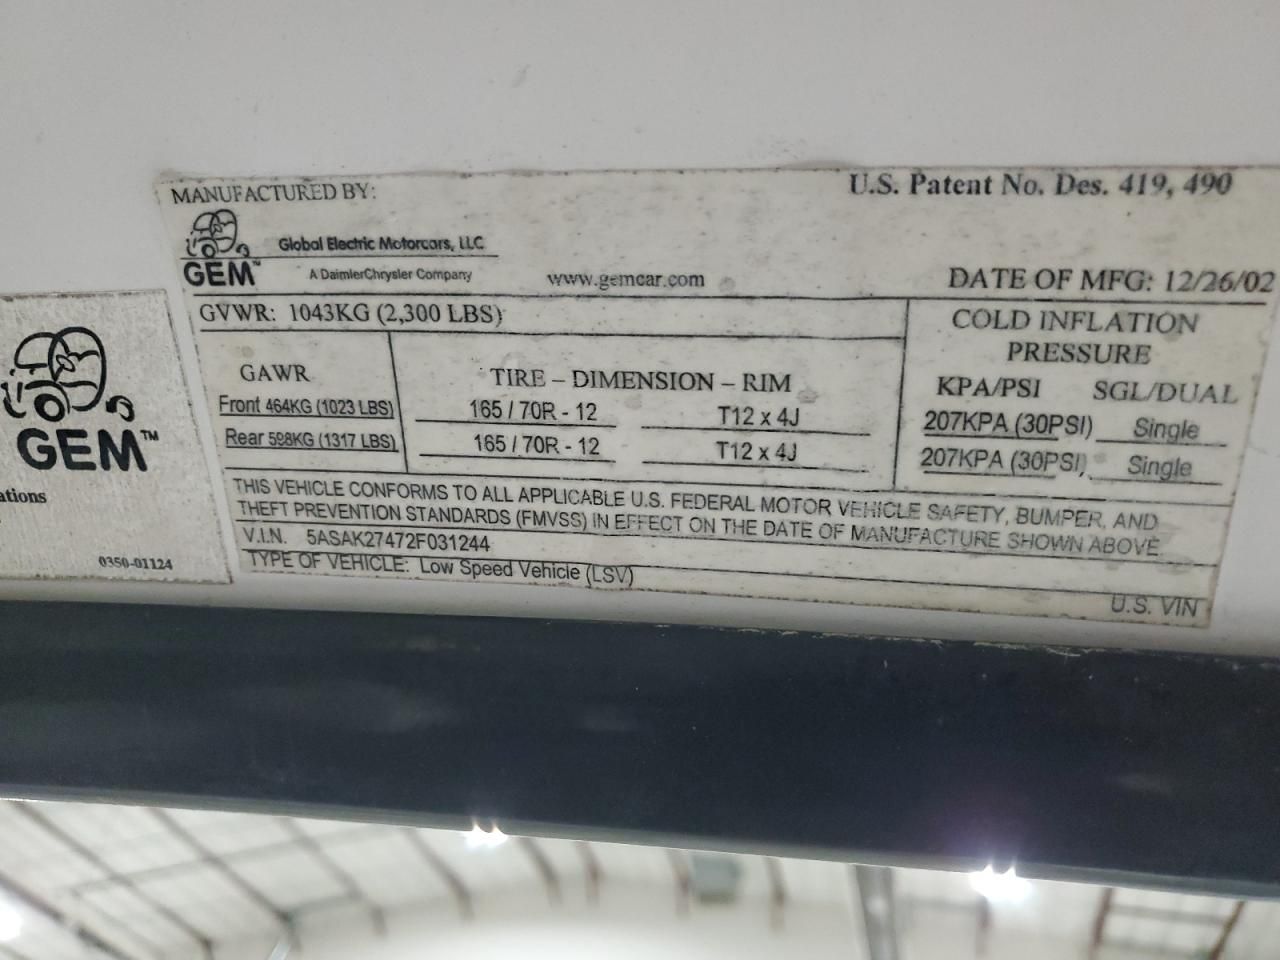 MANUFACTURED BY:
U.S. Patent No. Des. 419, 490
Global Electric Motorcars, LLC
GEM™
A DaimlerChrysler Company
www.gemcar.com
DATE OF MFG: 12/26/02
GVWR: 1043KG (2,300 LBS)
COLD INFLATION
PRESSURE
GAWR
TIRE – DIMENSION – RIM
KPA/PSI SGL/DUAL
Front 464KG (1023 LBS)
165 / 70R - 12
T12 x 4J
207KPA (30PSI)
Single
Rear 598KG (1317 LBS)
165 / 70R - 12
T12 x 4J
207KPA (30PSI)
Single
THIS VEHICLE CONFORMS TO ALL APPLICABLE U.S. FEDERAL MOTOR VEHICLE SAFETY, BUMPER, AND
THEFT PREVENTION STANDARDS (FMVSS) IN EFFECT ON THE DATE OF MANUFACTURE SHOWN ABOVE.
V.I.N. 5ASAK27472F031244
TYPE OF VEHICLE: Low Speed Vehicle (LSV)
U.S. VIN
GEM™
ations
0350-01124